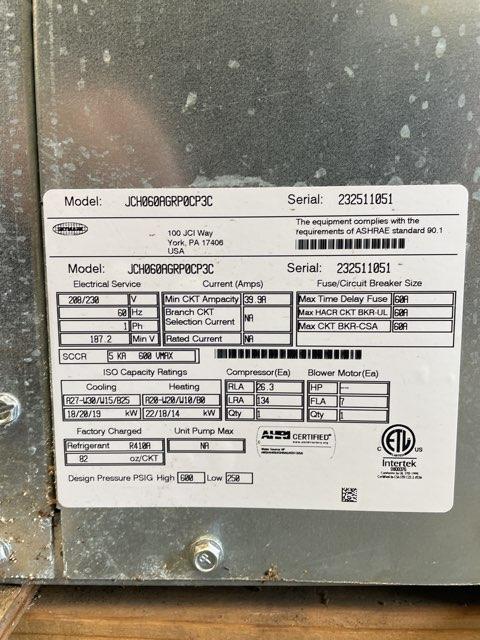 Model: JCH060AGRP0CP3C Serial: 232511051
SKYMARK
100 JCI Way
York, PA 17406
USA
The equipment complies with the
requirements of ASHRAE standard 90.1
Model: JCH060AGRP0CP3C Serial: 232511051
Electrical Service
208/230 V
60 Hz
1 Ph
187.2 Min V
Current (Amps)
Min CKT Ampacity 39.9A
Branch CKT
Selection Current NA
Rated Current NA
Fuse/Circuit Breaker Size
Max Time Delay Fuse 60A
Max HACR CKT BKR-UL 60A
Max CKT BKR-CSA 60A
SCCR 5 KA 600 VMAX
ISO Capacity Ratings
Cooling Heating
A27-W30/W15/B25 A20-W20/W10/B0
18/20/19 kW 22/18/14 kW
Compressor(Ea)
RLA 26.3
LRA 134
Qty 1
Blower Motor(Ea)
HP ---
FLA 7
Qty 1
Factory Charged
Refrigerant R410A
82 oz/CKT
Unit Pump Max
NA
AHRI CERTIFIED
ETL
C US
Intertek
Design Pressure PSIG High 600 Low 250